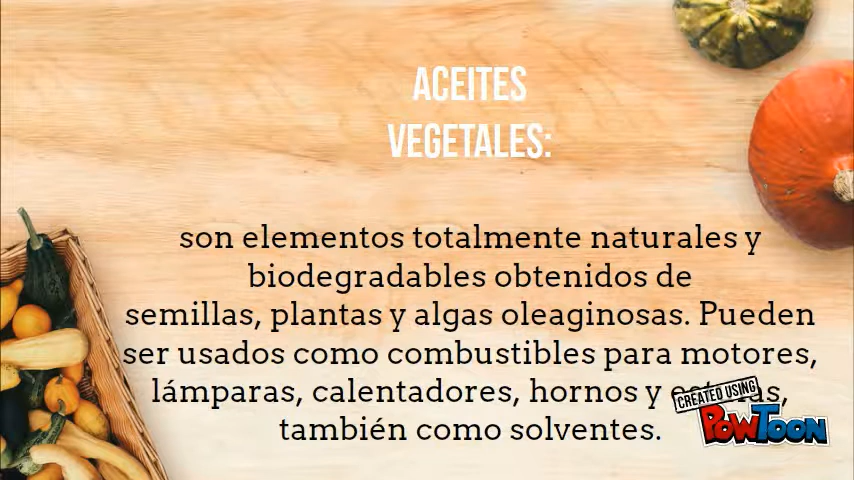 ACEITES
VEGETALES:
son elementos totalmente naturales y
biodegradables obtenidos de
semillas, plantas y algas oleaginosas. Pueden
ser usados como combustibles para motores,
lámparas, calentadores, hornos y
también como solventes.
CREATED USING
POWTOON